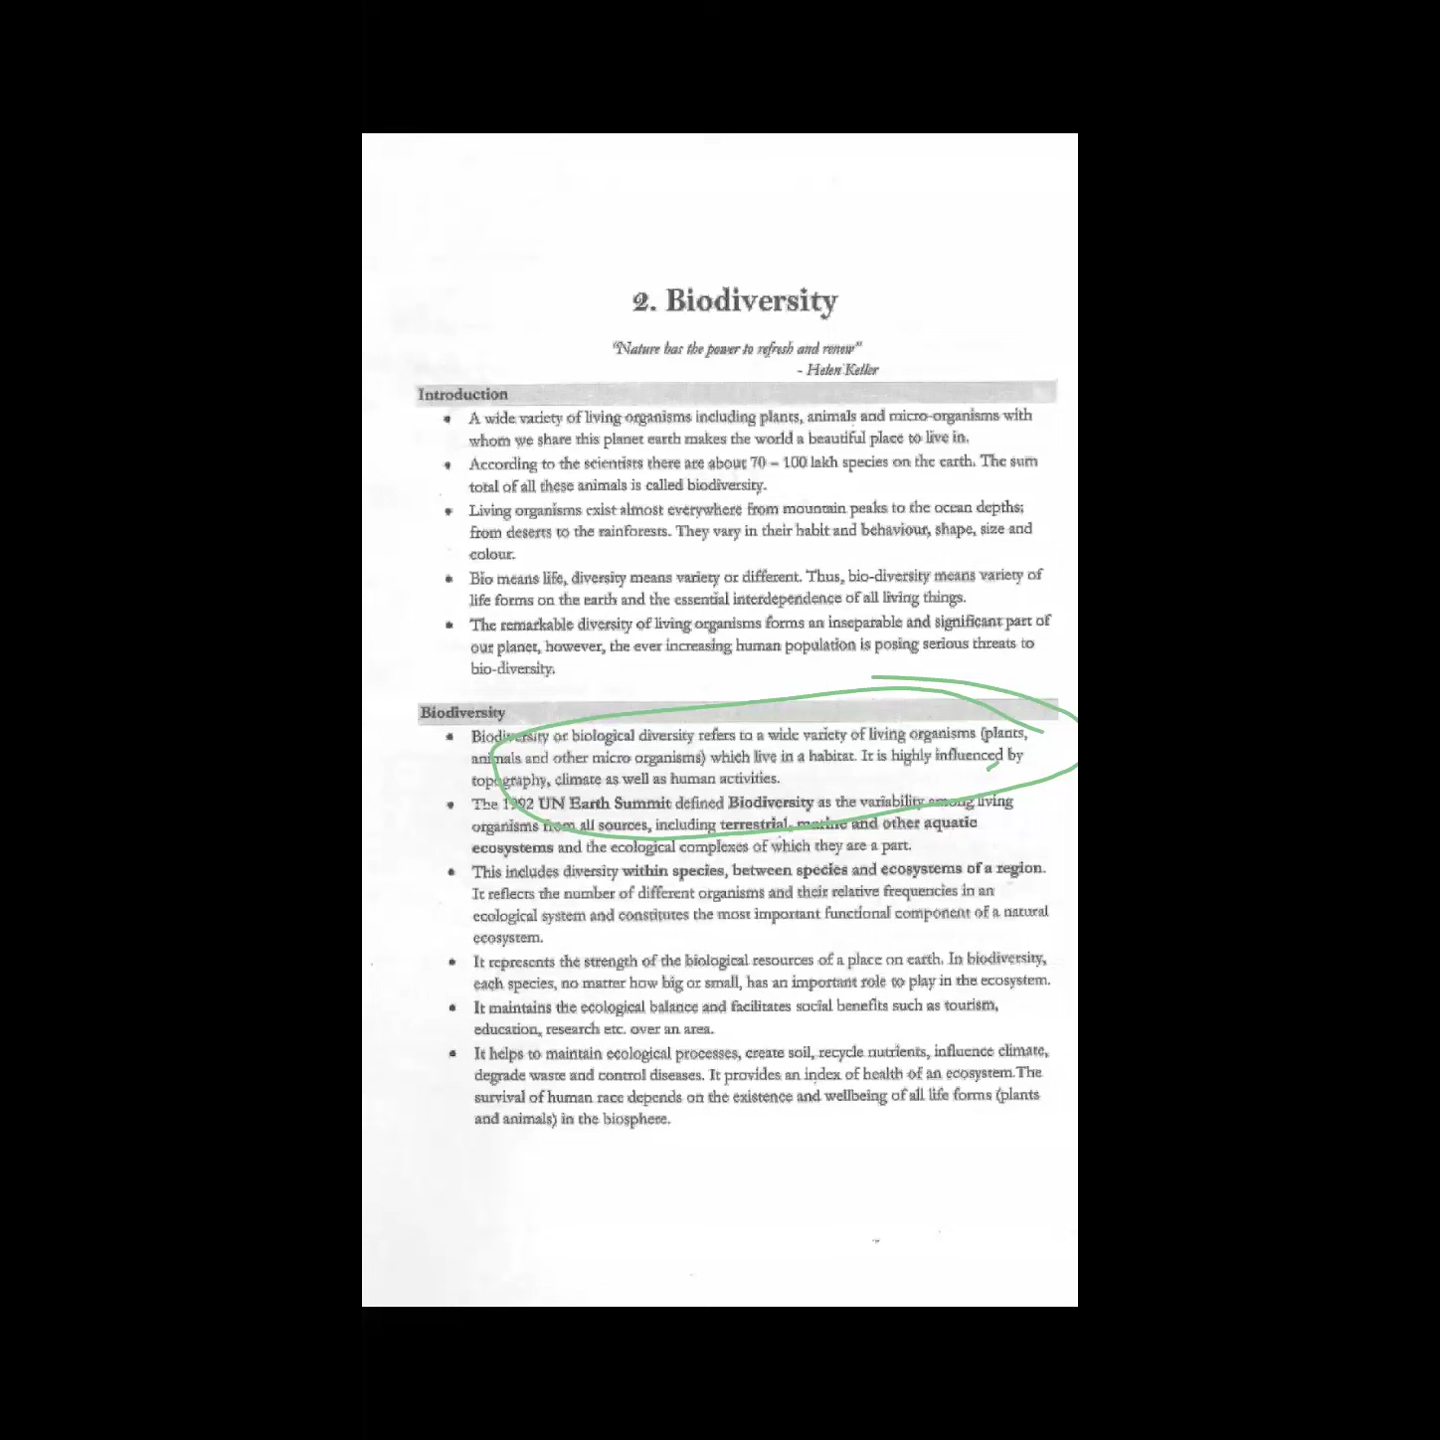 2. Biodiversity
"Nature has the power to refresh and renew"
- Helen Keller
Introduction
• A wide variety of living organisms including plants, animals and micro-organisms with
whom we share this planet earth makes the world a beautiful place to live in.
• According to the scientists there are about 70 – 100 lakh species on the earth. The sum
total of all these animals is called biodiversity.
• Living organisms exist almost everywhere from mountain peaks to the ocean depths;
from deserts to the rainforests. They vary in their habit and behaviour, shape, size and
colour.
• Bio means life, diversity means variety or different. Thus, bio-diversity means variety of
life forms on the earth and the essential interdependence of all living things.
• The remarkable diversity of living organisms forms an inseparable and significant part of
our planet, however, the ever increasing human population is posing serious threats to
bio-diversity.
Biodiversity
• Biodiversity or biological diversity refers to a wide variety of living organisms (plants,
animals and other micro organisms) which live in a habitat. It is highly influenced by
topography, climate as well as human activities.
• The 1992 UN Earth Summit defined Biodiversity as the variability among living
organisms from all sources, including terrestrial, marine and other aquatic
ecosystems and the ecological complexes of which they are a part.
• This includes diversity within species, between species and ecosystems of a region.
It reflects the number of different organisms and their relative frequencies in an
ecological system and constitutes the most important functional component of a natural
ecosystem.
• It represents the strength of the biological resources of a place on earth. In biodiversity,
each species, no matter how big or small, has an important role to play in the ecosystem.
• It maintains the ecological balance and facilitates social benefits such as tourism,
education, research etc. over an area.
• It helps to maintain ecological processes, create soil, recycle nutrients, influence climate,
degrade waste and control diseases. It provides an index of health of an ecosystem.The
survival of human race depends on the existence and wellbeing of all life forms (plants
and animals) in the biosphere.